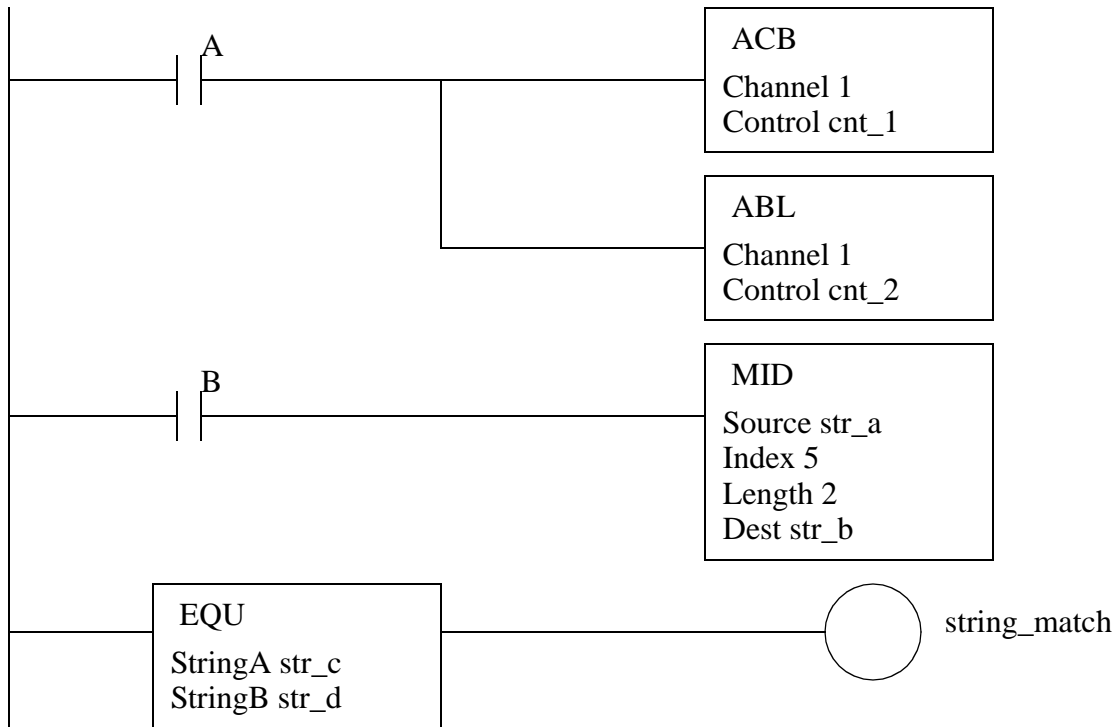 A
ACB
Channel 1
Control cnt_1
ABL
Channel 1
Control cnt_2
B
MID
Source str_a
Index 5
Length 2
Dest str_b
EQU
StringA str_c
StringB str_d
string_match